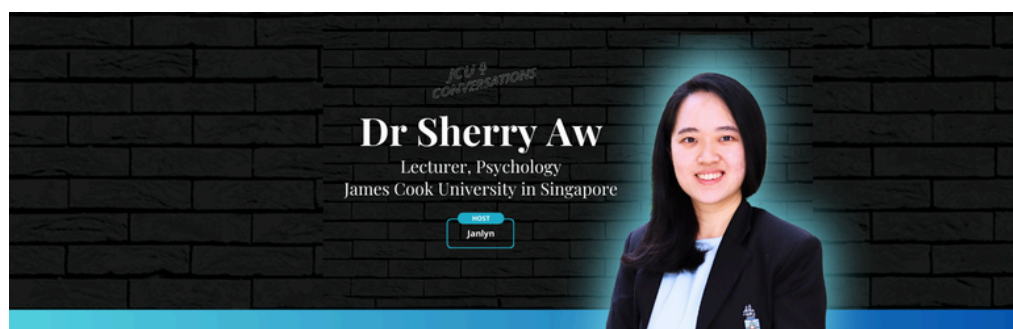 JCU
CONVERSATIONS
Dr Sherry Aw
Lecturer, Psychology
James Cook University in Singapore
HOST
Janlyn